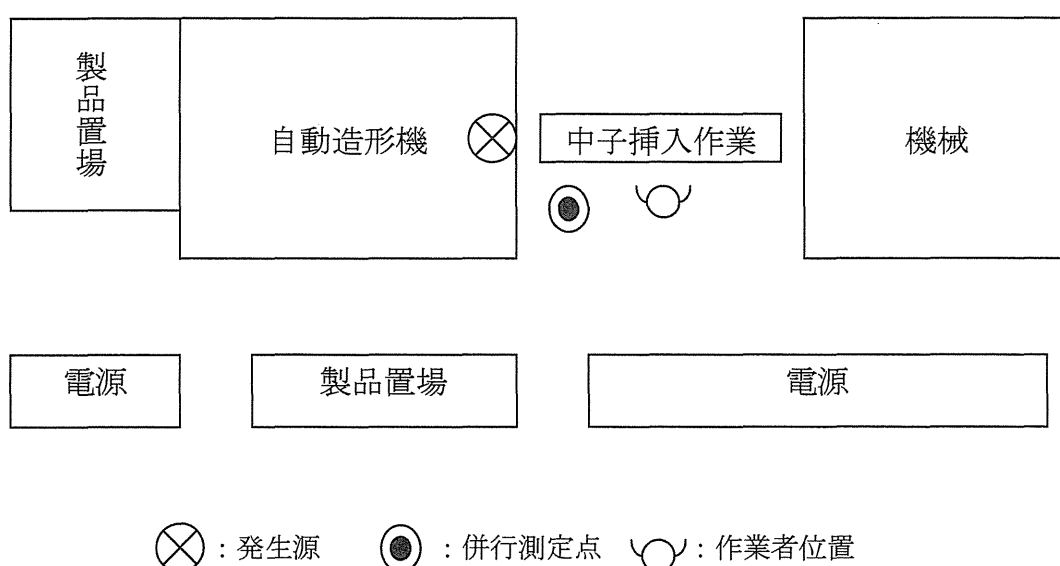 製品置場
自動造形機
中子挿入作業
機械
電源
製品置場
電源
：発生源
：併行測定点
：作業者位置